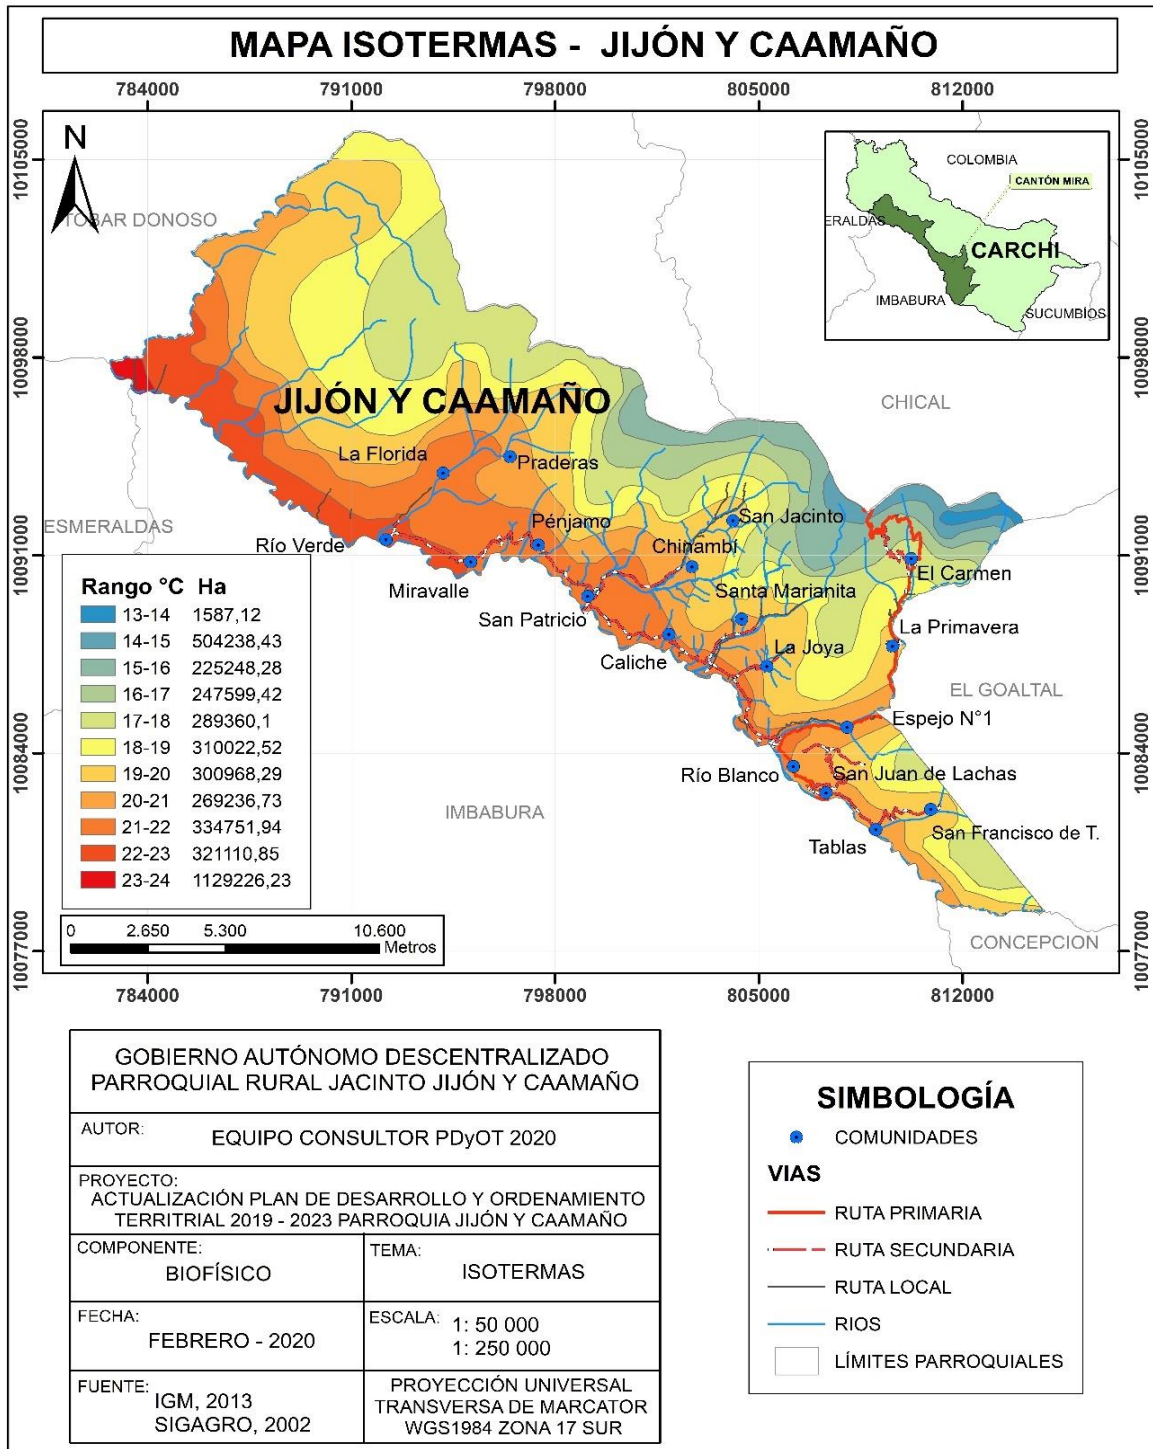 MAPA ISOTERMAS - JIJÓN Y CAAMAÑO
784000 791000 798000 805000 812000
10105000 10105000
N
TOBAR DONOSO
COLOMBIA
CANTÓN MIRA
ERALDAS
CARCHI
IMBABURA
SUCUMBÍOS
10098000 10098000
JIJÓN Y CAAMAÑO
CHICAL
La Florida
Praderas
Pénjamo
San Jacinto
ESMERALDAS
Río Verde
Chinambí
10091000 10091000
El Carmen
Miravalle
Santa Marianita
San Patricio
La Primavera
Caliche
La Joya
EL GOALTAL
Espejo N°1
10084000 10084000
Río Blanco
San Juan de Lachas
IMBABURA
Tablas
San Francisco de T.
CONCEPCION
10077000 10077000
Rango °C Ha
13-14 1587,12
14-15 504238,43
15-16 225248,28
16-17 247599,42
17-18 289360,1
18-19 310022,52
19-20 300968,29
20-21 269236,73
21-22 334751,94
22-23 321110,85
23-24 1129226,23
0 2.650 5.300 10.600
Metros
784000 791000 798000 805000 812000
GOBIERNO AUTÓNOMO DESCENTRALIZADO
PARROQUIAL RURAL JACINTO JIJÓN Y CAAMAÑO
AUTOR: EQUIPO CONSULTOR PDyOT 2020
PROYECTO:
ACTUALIZACIÓN PLAN DE DESARROLLO Y ORDENAMIENTO
TERRITRIAL 2019 - 2023 PARROQUIA JIJÓN Y CAAMAÑO
COMPONENTE:
BIOFÍSICO
TEMA:
ISOTERMAS
FECHA:
FEBRERO - 2020
ESCALA: 1: 50 000
1: 250 000
FUENTE: IGM, 2013
SIGAGRO, 2002
PROYECCIÓN UNIVERSAL
TRANSVERSA DE MARCATOR
WGS1984 ZONA 17 SUR
SIMBOLOGÍA
COMUNIDADES
VIAS
RUTA PRIMARIA
RUTA SECUNDARIA
RUTA LOCAL
RIOS
LÍMITES PARROQUIALES